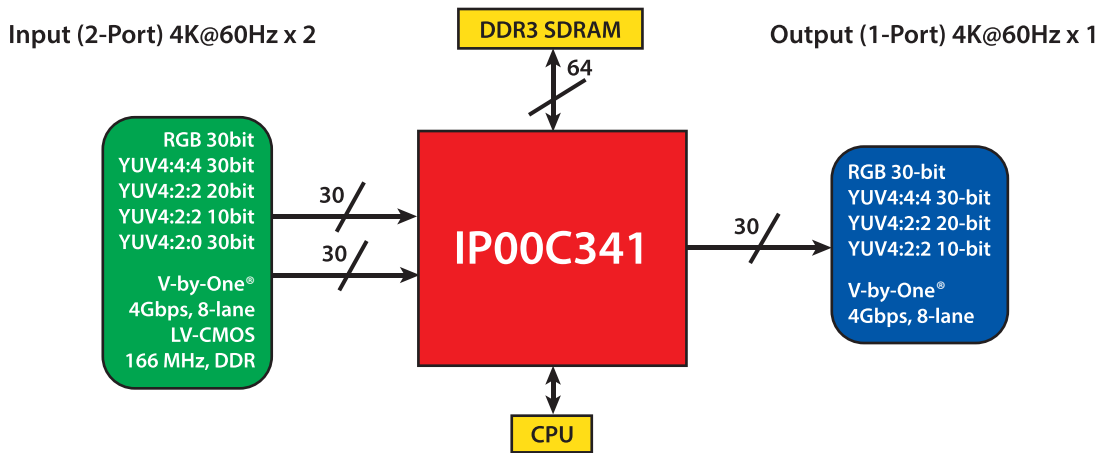 Input (2-Port) 4K@60Hz x 2
DDR3 SDRAM
Output (1-Port) 4K@60Hz x 1
64
RGB 30bit
YUV4:4:4 30bit
YUV4:2:2 20bit
YUV4:2:2 10bit
YUV4:2:0 30bit
V-by-One®
4Gbps, 8-lane
LV-CMOS
166 MHz, DDR
30
30
IP00C341
30
RGB 30-bit
YUV4:4:4 30-bit
YUV4:2:2 20-bit
YUV4:2:2 10-bit
V-by-One®
4Gbps, 8-lane
CPU